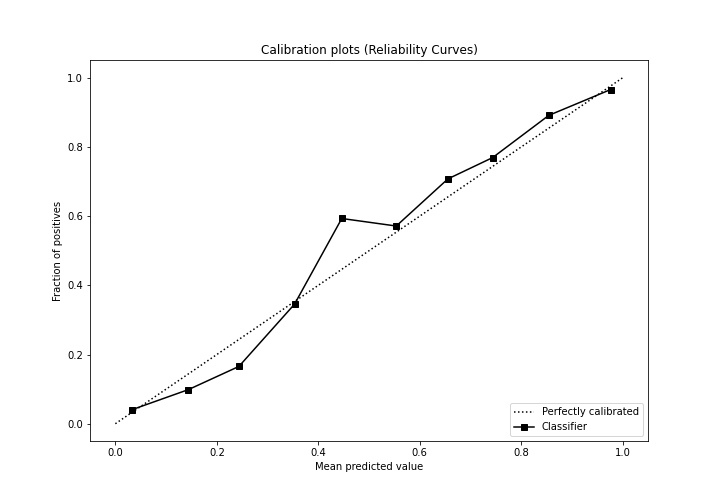 Calibration plots (Reliability Curves)
1.0
0.8
0.6
0.4
0.2
0.0
Fraction of positives
Perfectly calibrated
Classifier
0.0 0.2 0.4 0.6 0.8 1.0
Mean predicted value